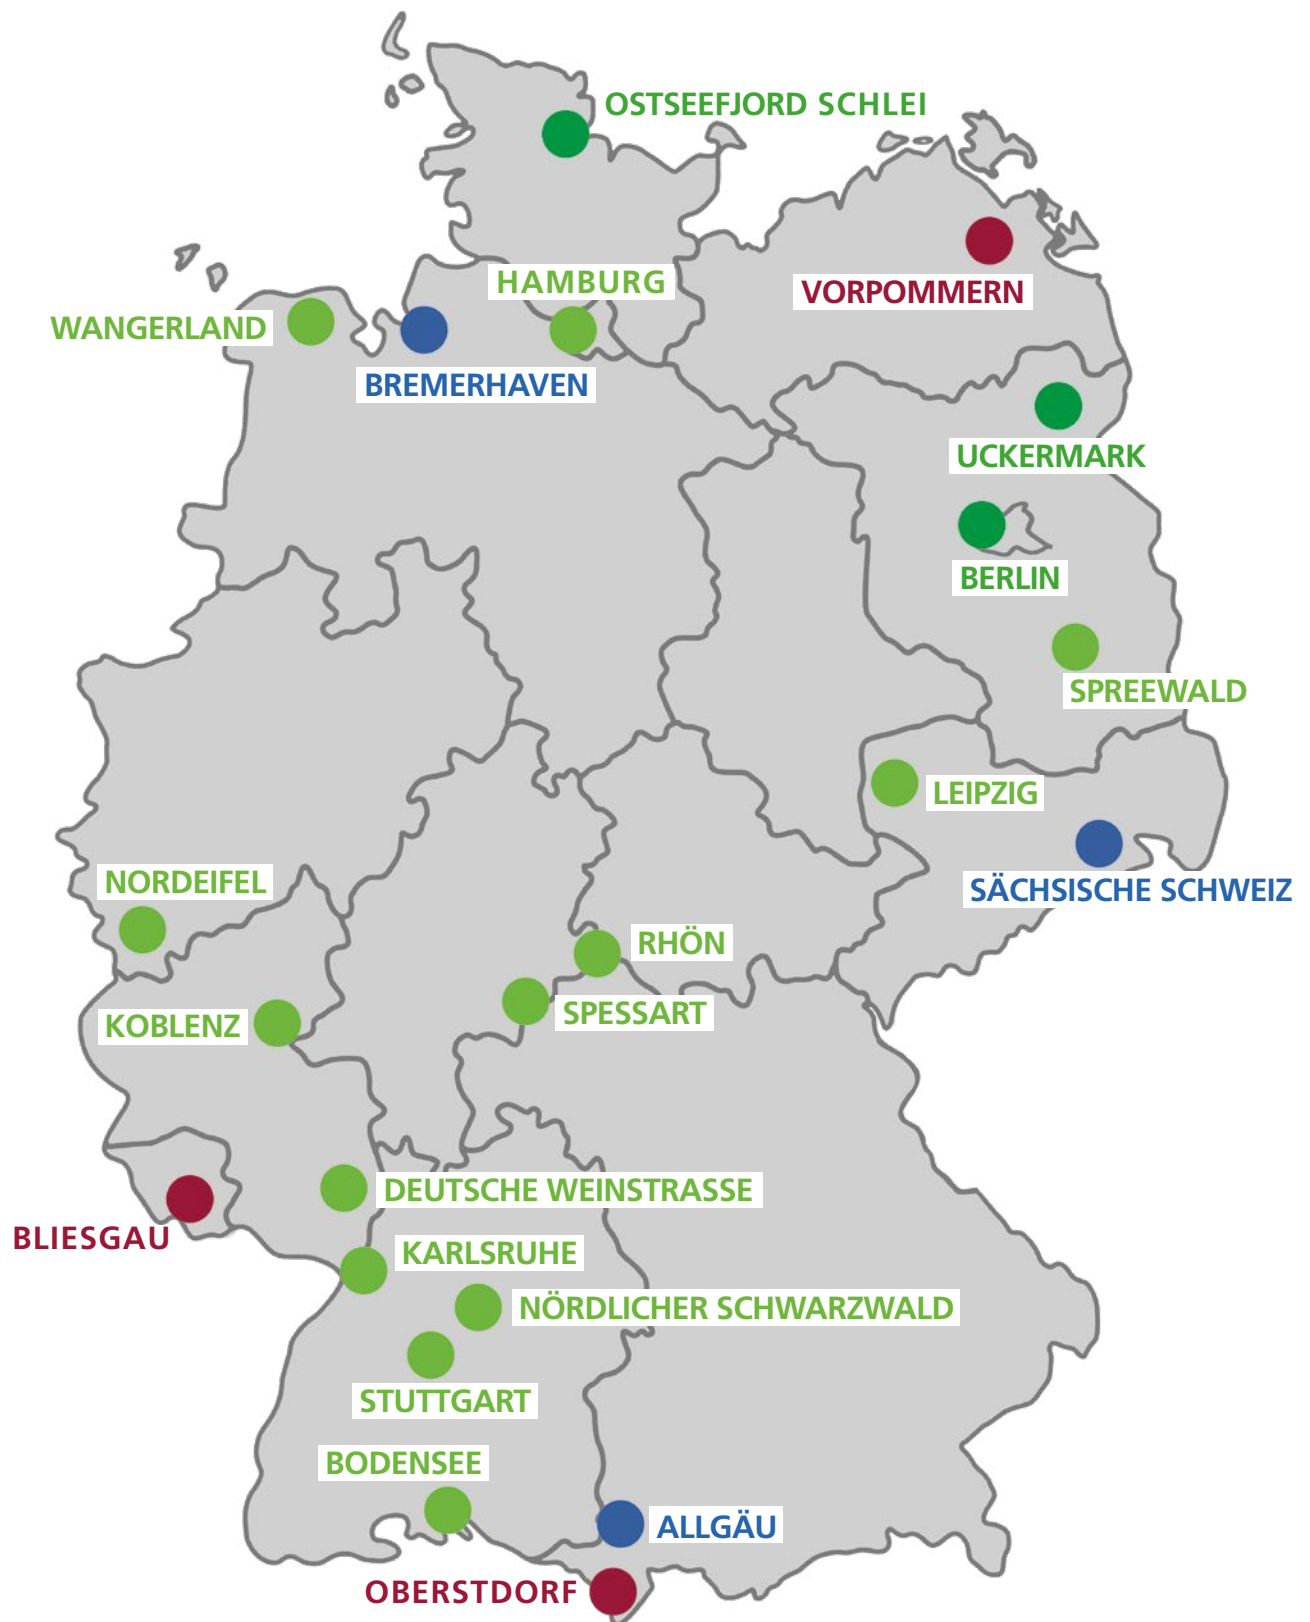 OSTSEEFJORD SCHLEI
HAMBURG
VORPOMMERN
WANGERLAND
BREMERHAVEN
UCKERMARK
BERLIN
SPREEWALD
LEIPZIG
NORDEIFEL
SÄCHSISCHE SCHWEIZ
RHÖN
SPESSART
KOBLENZ
DEUTSCHE WEINSTRASSE
BLIESGAU
KARLSRUHE
NÖRDLICHER SCHWARZWALD
STUTTGART
BODENSEE
ALLGÄU
OBERSTDORF